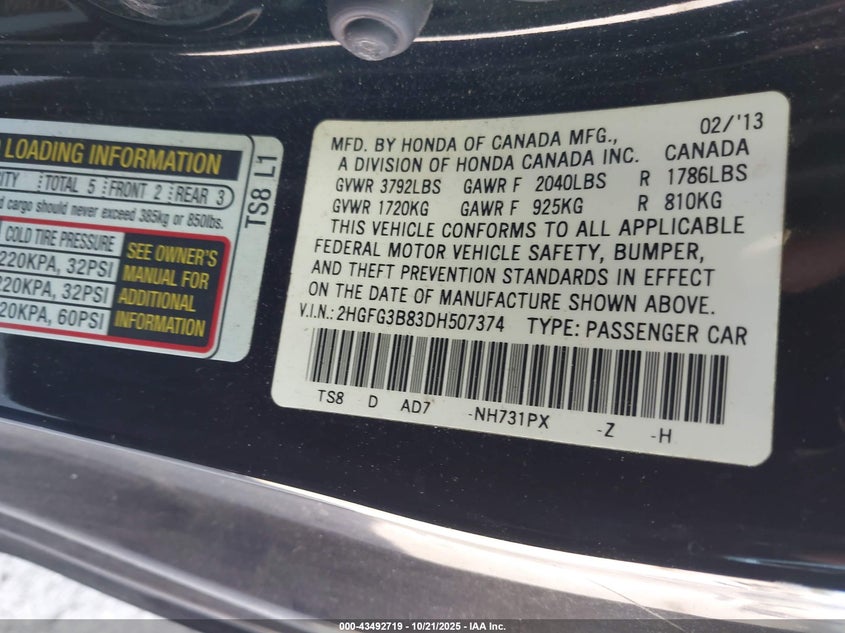 LOADING INFORMATION
TOTAL 5 FRONT 2 REAR 3
d cargo should never exceed 385kg or 850lbs.
COLD TIRE PRESSURE
220KPA, 32PSI
220KPA, 32PSI
20KPA, 60PSI
SEE OWNER'S
MANUAL FOR
ADDITIONAL
INFORMATION
TS8 L1
02/'13
MFD. BY HONDA OF CANADA MFG.,
A DIVISION OF HONDA CANADA INC. CANADA
GVWR 3792LBS GAWR F 2040LBS R 1786LBS
GVWR 1720KG GAWR F 925KG R 810KG
THIS VEHICLE CONFORMS TO ALL APPLICABLE
FEDERAL MOTOR VEHICLE SAFETY, BUMPER,
AND THEFT PREVENTION STANDARDS IN EFFECT
ON THE DATE OF MANUFACTURE SHOWN ABOVE.
V.I.N.: 2HGFG3B83DH507374 TYPE: PASSENGER CAR
TS8 D AD7 -NH731PX -Z -H
000-43492719 - 10/21/2025 - IAA Inc.